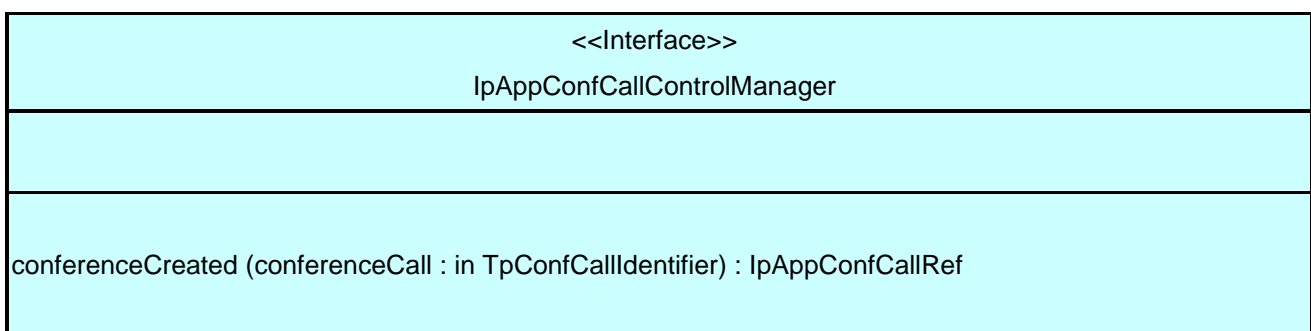 <<Interface>>
IpAppConfCallControlManager
conferenceCreated (conferenceCall : in TpConfCallIdentifier) : IpAppConfCallRef